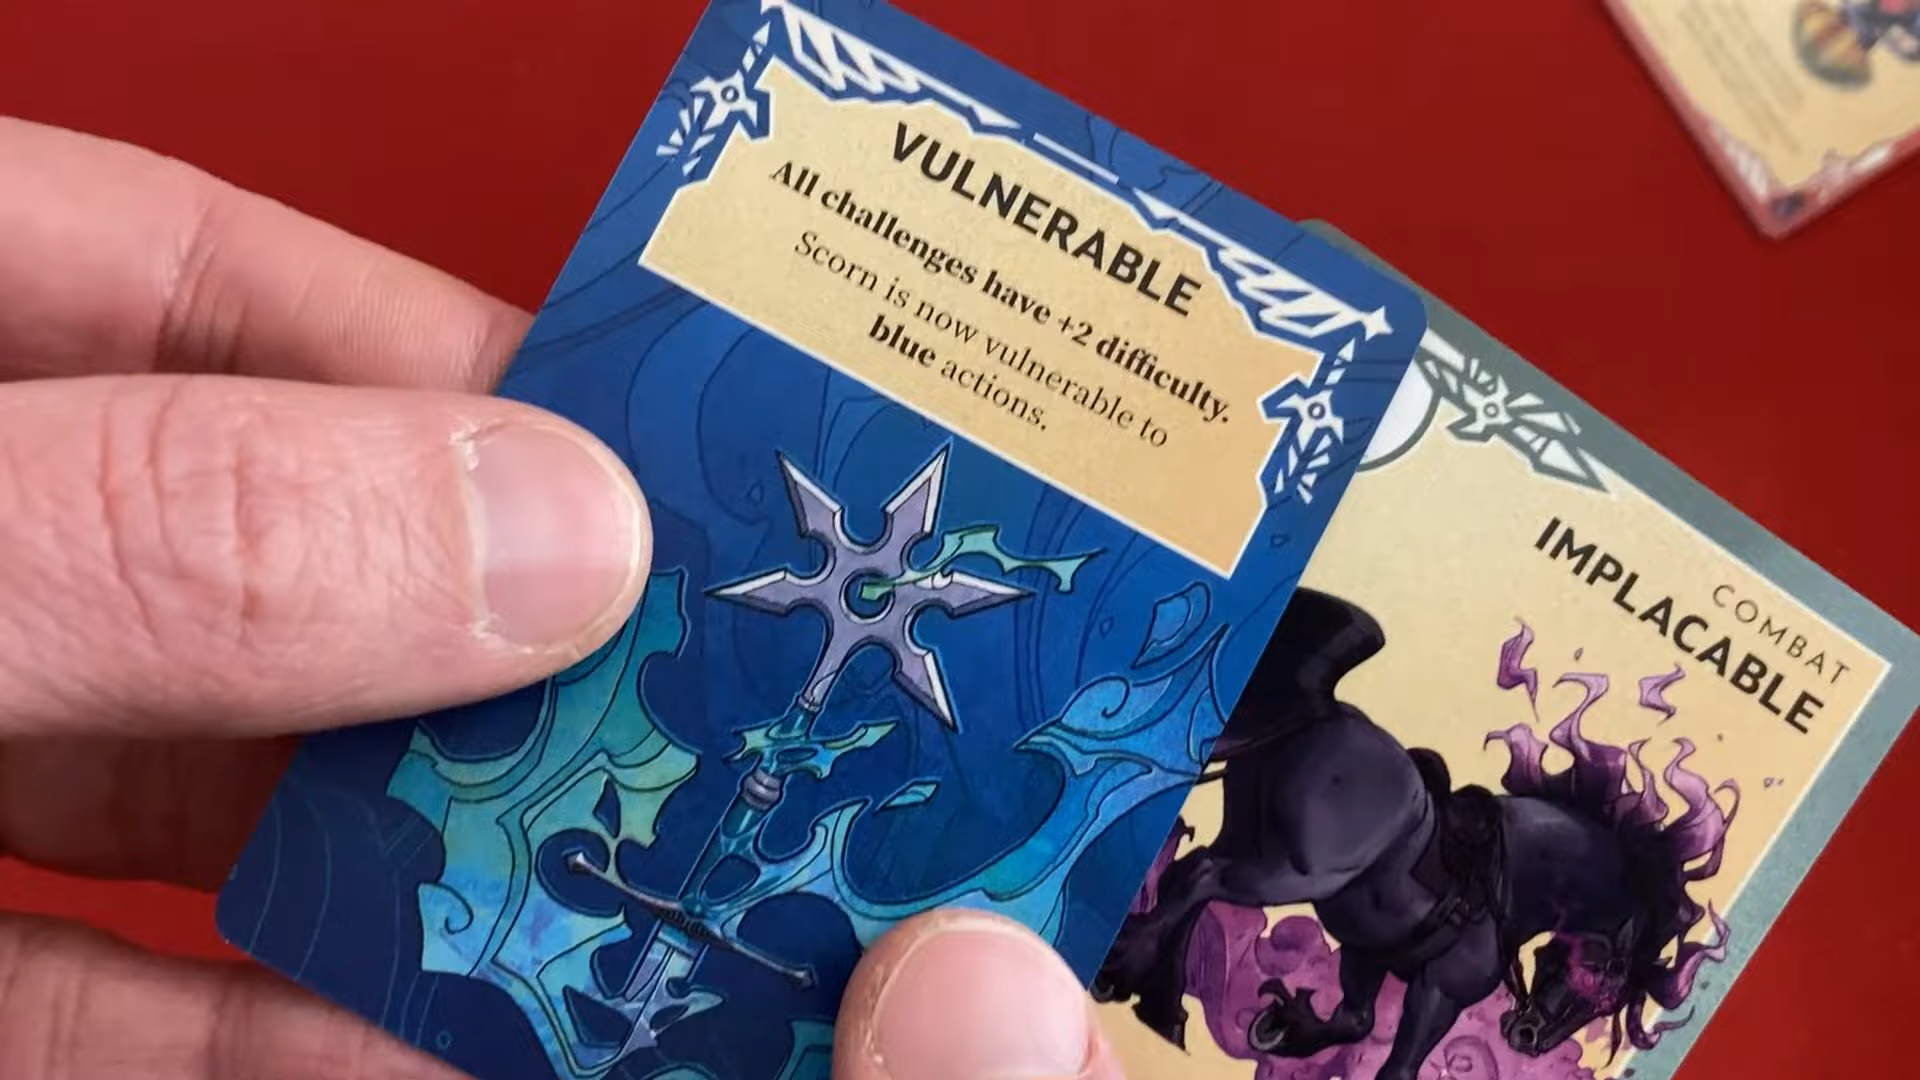 VULNERABLE
All challenges have +2 difficulty.
Scorn is now vulnerable to
blue actions.
COMBAT
IMPLACABLE